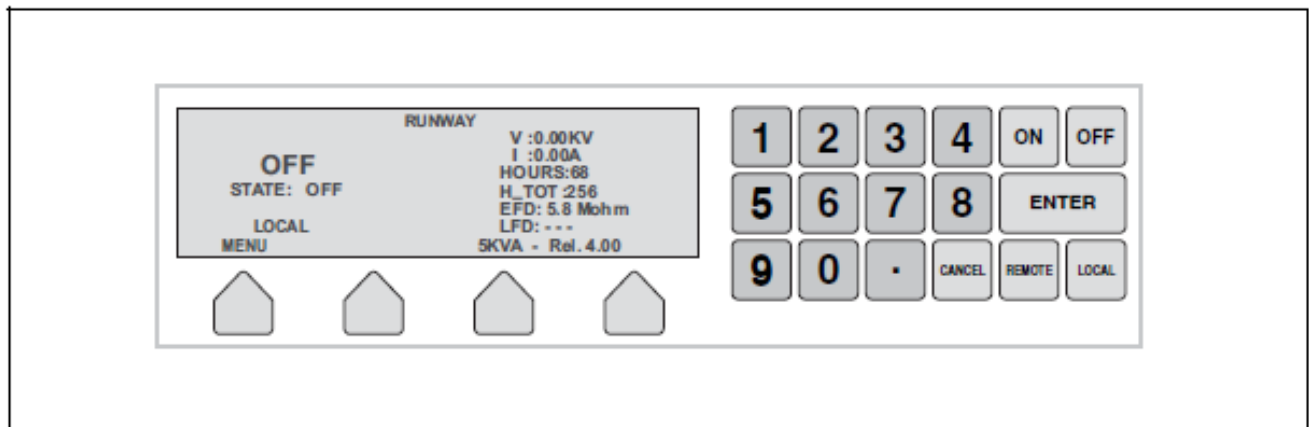 RUNWAY
V :0.00KV
OFF
I :0.00A
HOURS:68
STATE: OFF
H_TOT :256
EFD: 5.8 Mohm
LOCAL
LFD: - - -
MENU
5KVA - Rel. 4.00
1 2 3 4 ON OFF
5 6 7 8 ENTER
9 0 . CANCEL REMOTE LOCAL